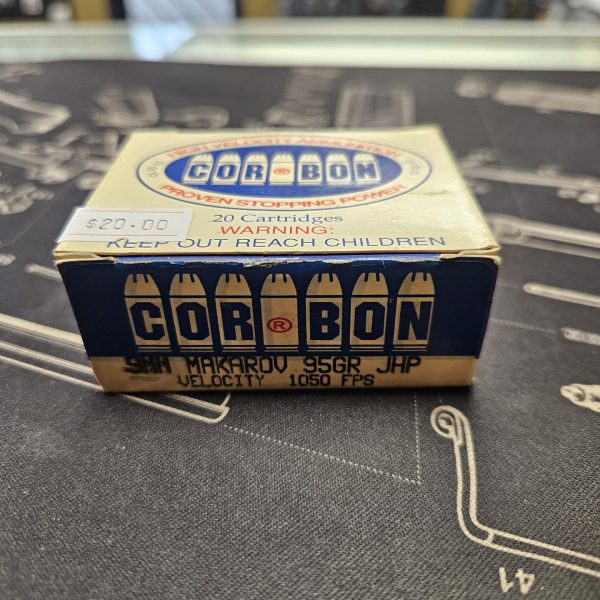 HIGH VELOCITY AMMUNITION
COR®BON
PROVEN STOPPING POWER
20 Cartridges
WARNING:
KEEP OUT REACH CHILDREN
$20.00
COR®BON
9MM MAKAROV 95GR JHP
VELOCITY 1050 FPS
41